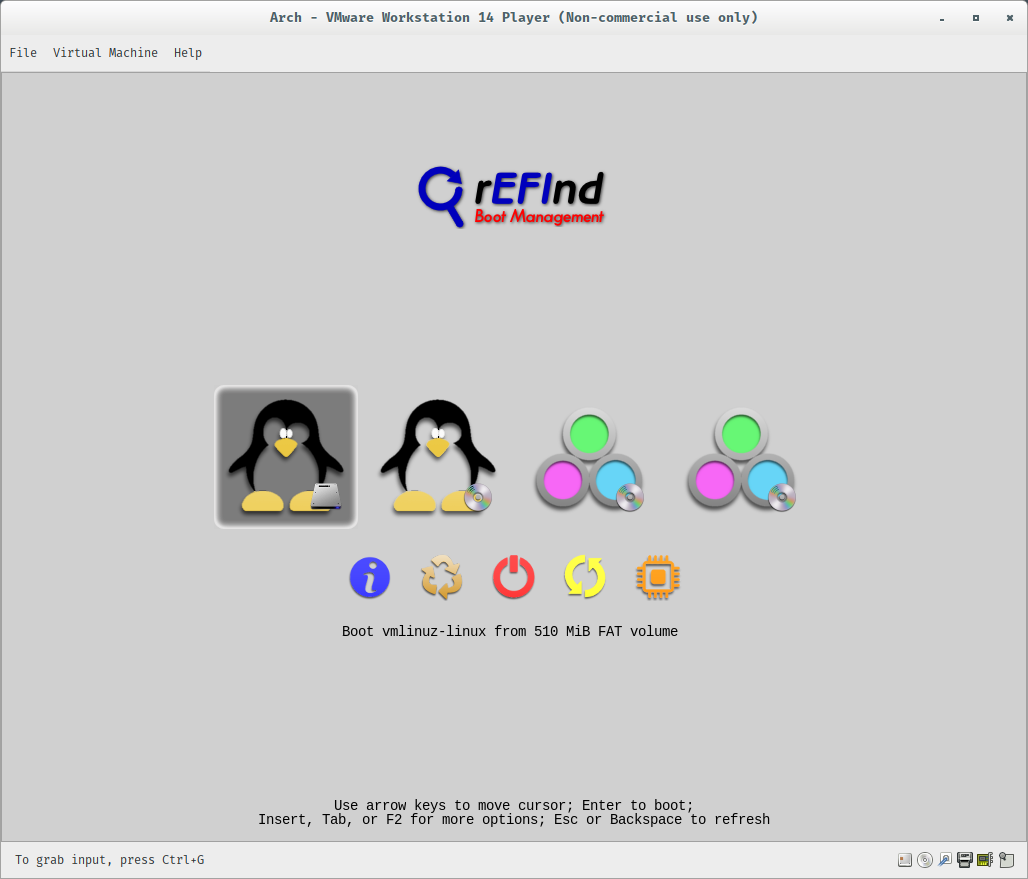 Arch - VMware Workstation 14 Player (Non-commercial use only)
File Virtual Machine Help
rEFInd
Boot Management
Boot vmlinuz-linux from 510 MiB FAT volume
Use arrow keys to move cursor; Enter to boot;
Insert, Tab, or F2 for more options; Esc or Backspace to refresh
To grab input, press Ctrl+G